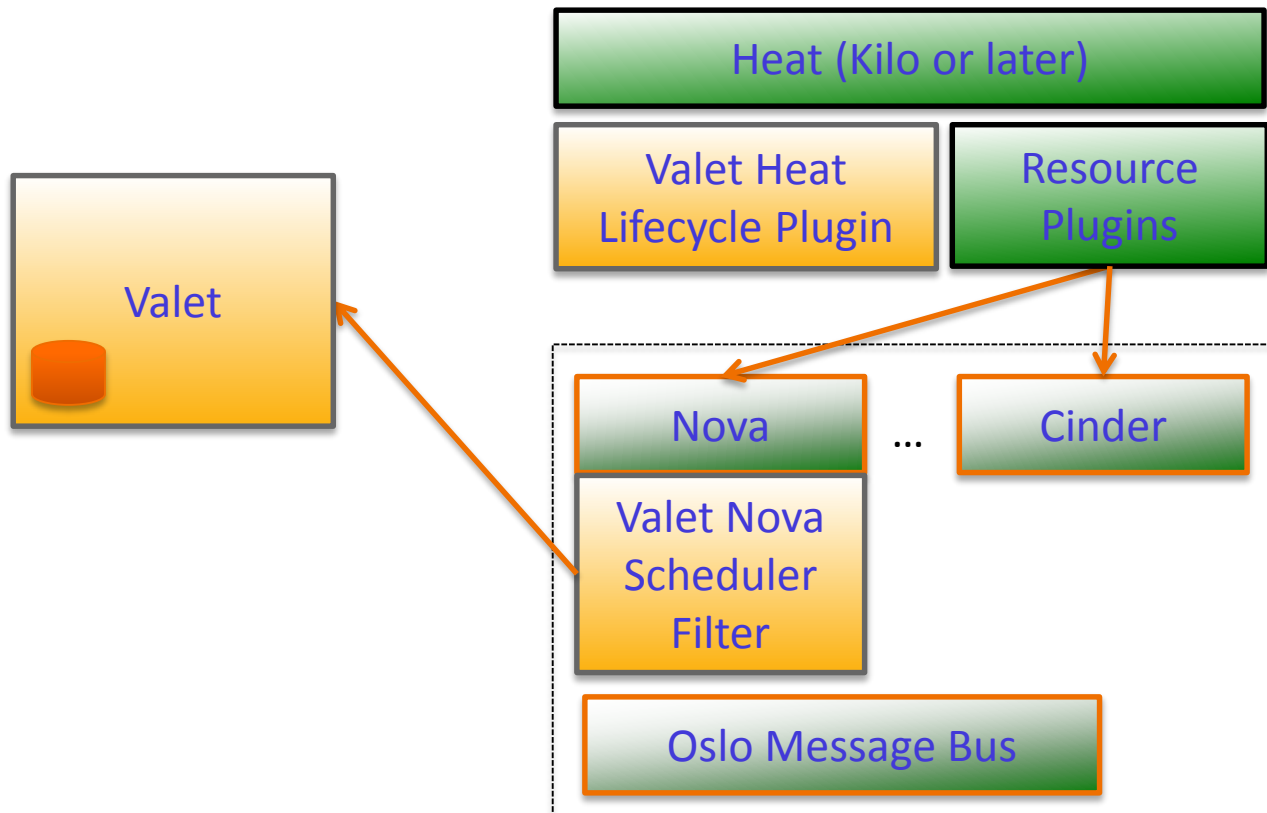 Heat (Kilo or later)
Valet Heat
Lifecycle Plugin
Resource
Plugins
Valet
Nova
...
Cinder
Valet Nova
Scheduler
Filter
Oslo Message Bus